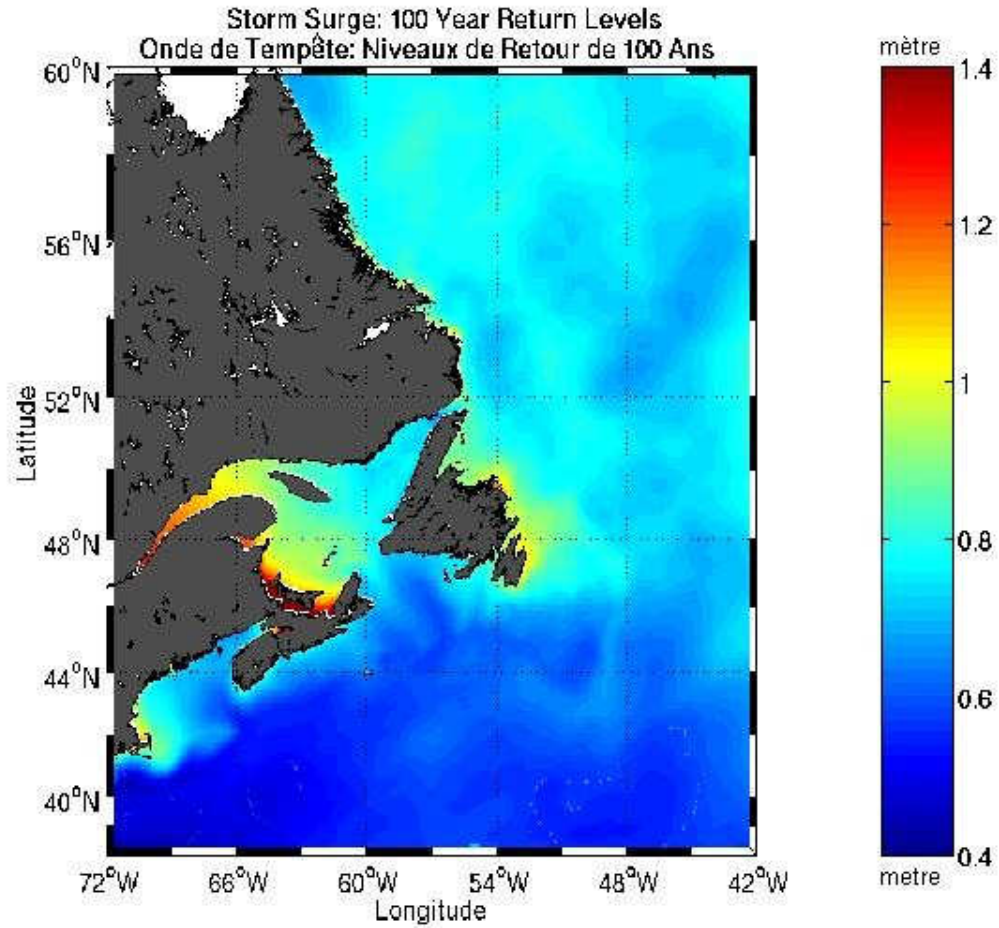 Storm Surge: 100 Year Return Levels
Onde de Tempête: Niveaux de Retour de 100 Ans
mètre
60°N
56°N
52°N
48°N
44°N
40°N
Latitude
72°W 66°W 60°W 54°W 48°W 42°W
Longitude
1.4
1.2
1
0.8
0.6
0.4
metre